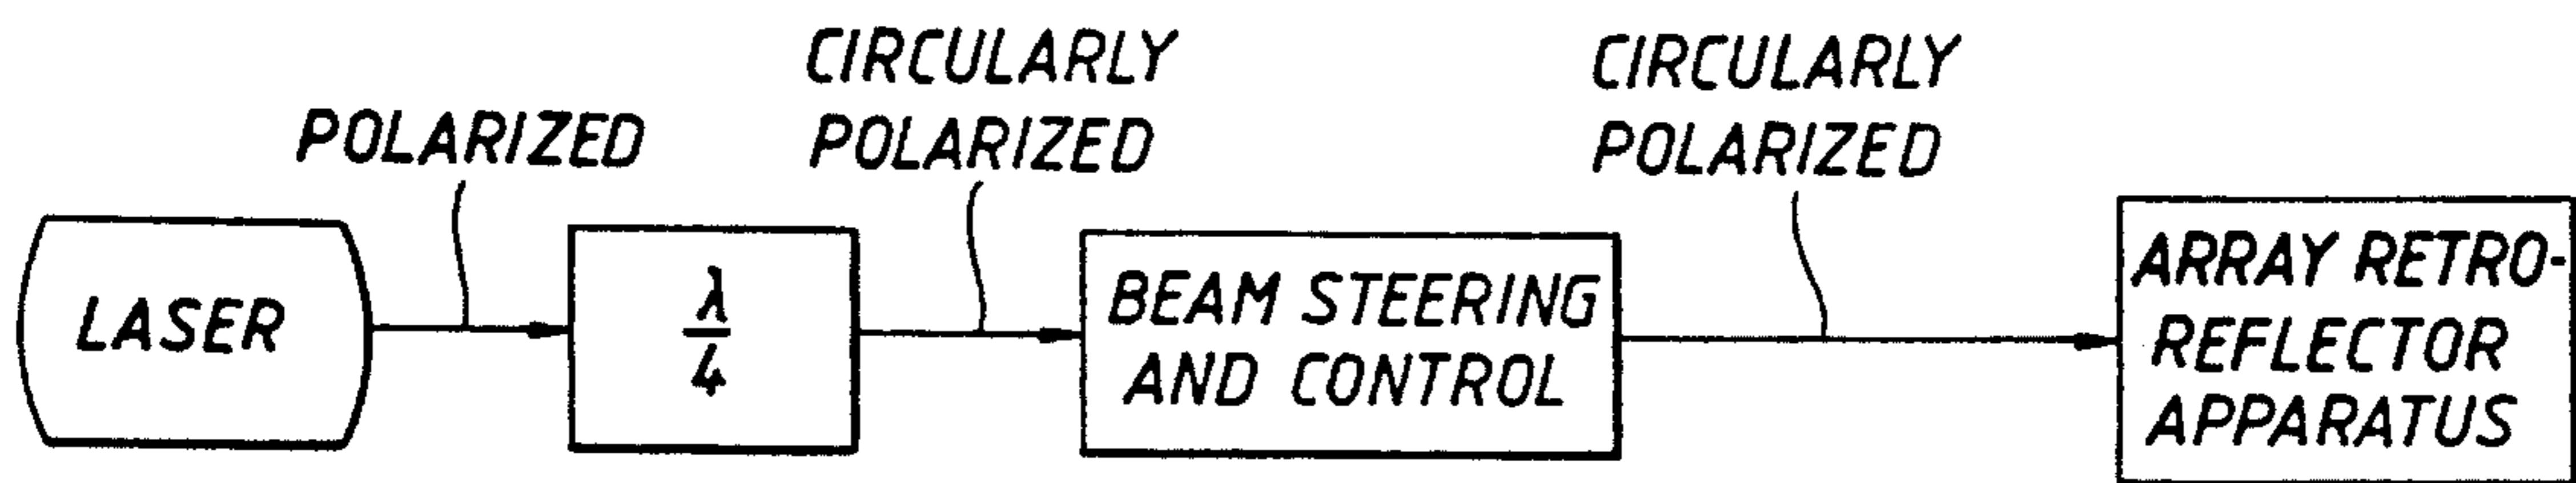 POLARIZED
CIRCULARLY
POLARIZED
CIRCULARLY
POLARIZED
LASER
λ
4
BEAM STEERING
AND CONTROL
ARRAY RETRO-
REFLECTOR
APPARATUS